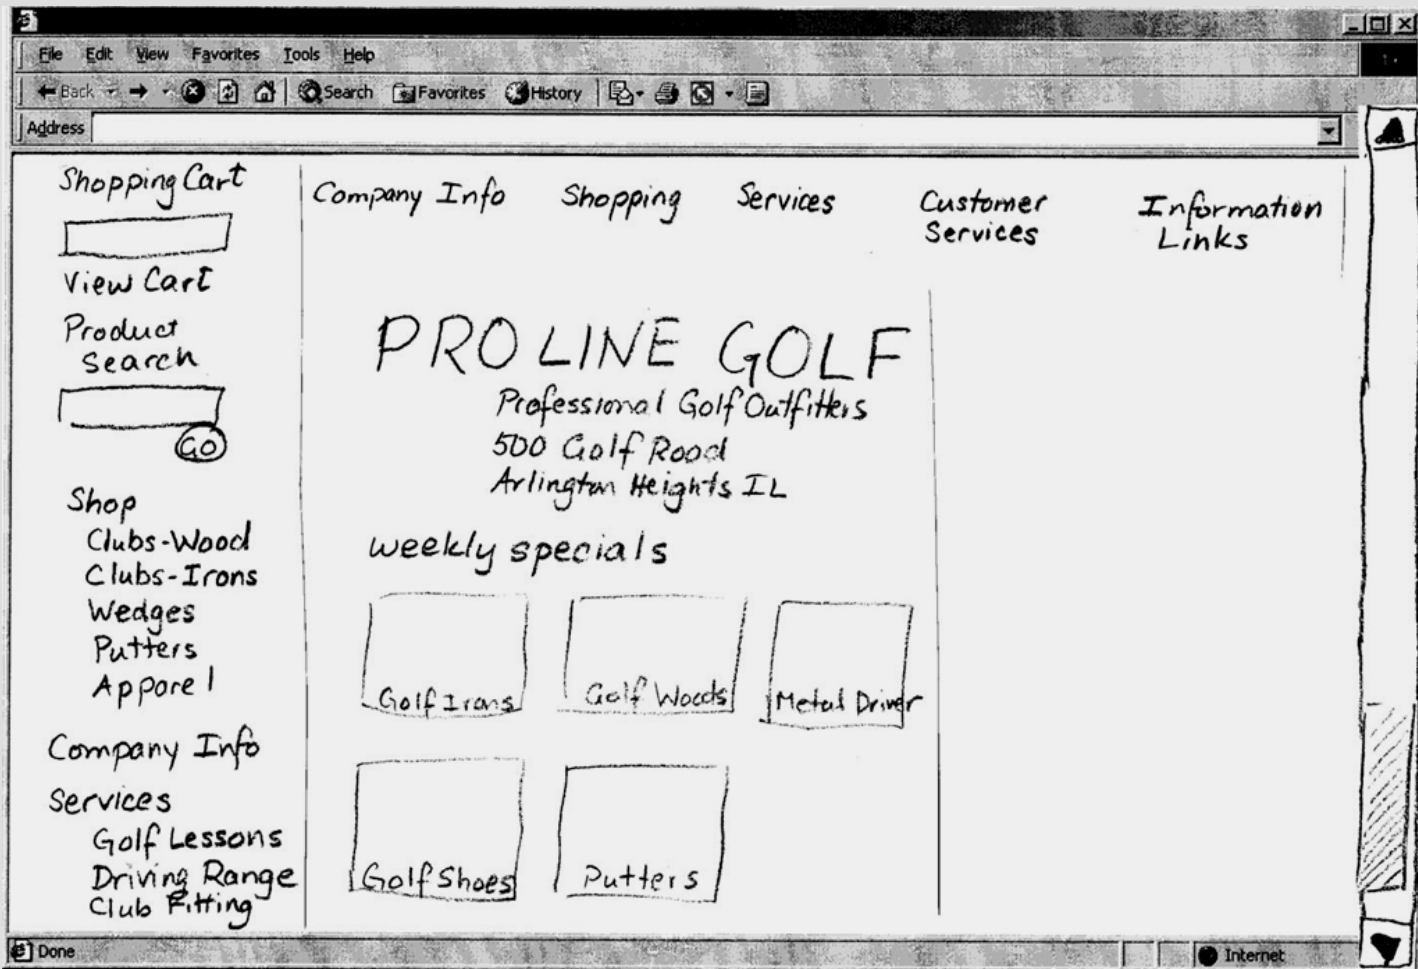 File Edit View Favorites Tools Help
Back Search Favorites History
Address
Shopping Cart
View Cart
Product
Search
GO
Shop
Clubs-Wood
Clubs-Irons
Wedges
Putters
Apparel
Company Info
Services
Golf Lessons
Driving Range
Club Fitting
Company Info Shopping Services Customer Services Information Links
PRO LINE GOLF
Professional Golf Outfitters
500 Golf Road
Arlington Heights IL
weekly specials
Golf Irons Golf Woods Metal Driver
Golf Shoes Putters
Done Internet